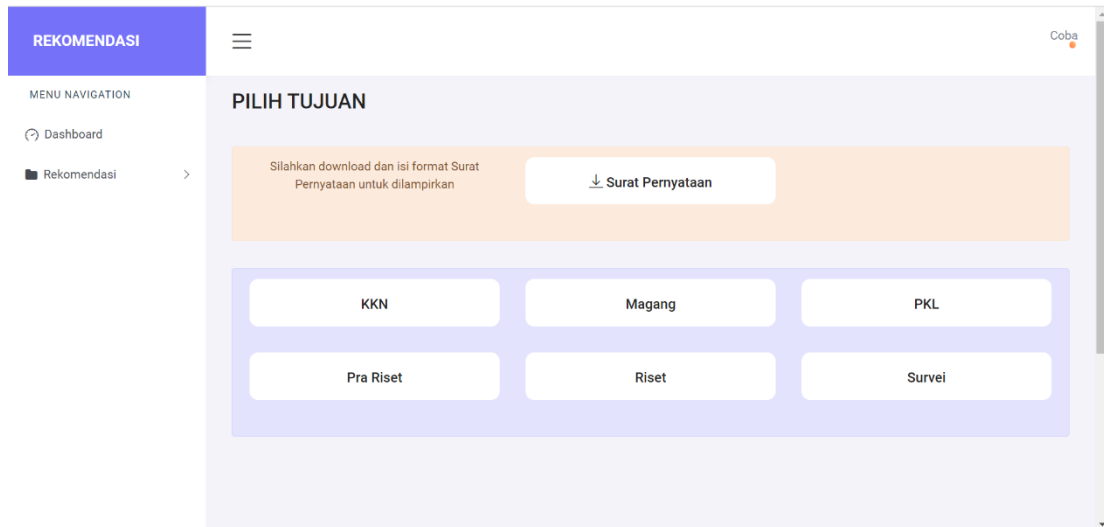 REKOMENDASI
Coba
MENU NAVIGATION
Dashboard
Rekomendasi
PILIH TUJUAN
Silahkan download dan isi format Surat
Pernyataan untuk dilampirkan
Surat Pernyataan
KKN
Magang
PKL
Pra Riset
Riset
Survei